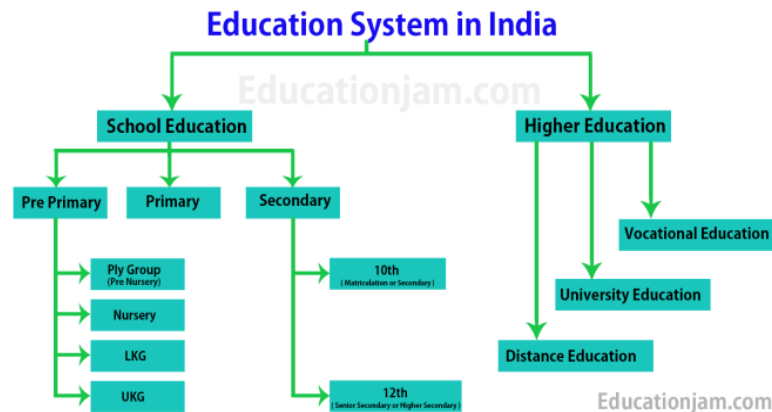 Education System in India
Educationjam.com
School Education
Higher Education
Pre Primary
Primary
Secondary
Vocational Education
Ply Group
(Pre Nursery)
10th
( Matriculation or Secondary )
University Education
Nursery
LKG
Distance Education
UKG
12th
( Senior Secondary or Higher Secondary )
Educationjam.com